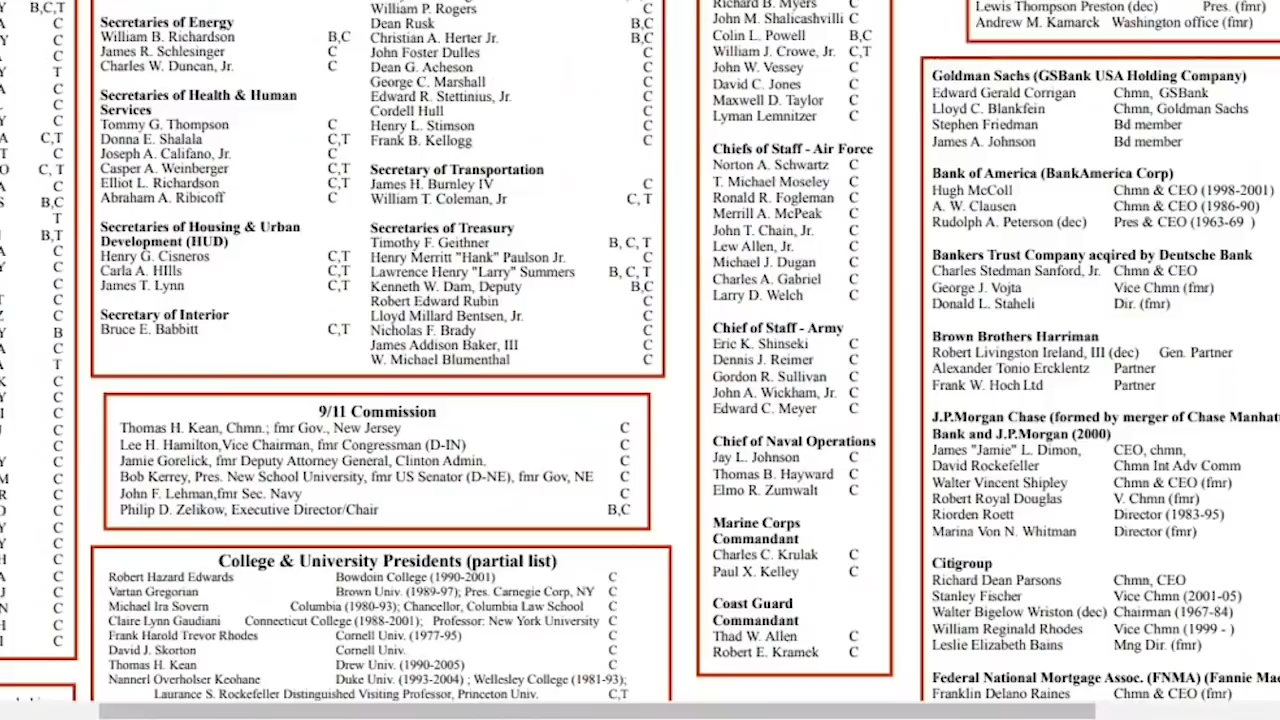 Y B,C,T
A C
Y C
A C
Y T
A C
L C
Y C
A C,T
T C
O C, T
A C
S B,C
T
I B,T
A C
Y C
A C
T C
Z C
Y B
A C
A T
K C
Y C
I C
J C
Y C
M C
R C
O C
Y C
Y C
H C
A C
J C
N C
H C
I C
Secretaries of Energy
William B. Richardson B,C
James R. Schlesinger C
Charles W. Duncan, Jr. C
Secretaries of Health & Human
Services
Tommy G. Thompson C
Donna E. Shalala C,T
Joseph A. Califano, Jr. C
Casper A. Weinberger C,T
Elliot L. Richardson C,T
Abraham A. Ribicoff C
Secretaries of Housing & Urban
Development (HUD)
Henry G. Cisneros C,T
Carla A. HIlls C,T
James T. Lynn C,T
Secretary of Interior
Bruce E. Babbitt C,T
William P. Rogers C
Dean Rusk B,C
Christian A. Herter Jr. B,C
John Foster Dulles C
Dean G. Acheson C
George C. Marshall C
Edward R. Stettinius, Jr. C
Cordell Hull C
Henry L. Stimson C
Frank B. Kellogg C
Secretary of Transportation
James H. Burnley IV C
William T. Coleman, Jr C, T
Secretaries of Treasury
Timothy F. Geithner B, C, T
Henry Merritt "Hank" Paulson Jr. C
Lawrence Henry "Larry" Summers B, C, T
Kenneth W. Dam, Deputy B,C
Robert Edward Rubin C
Lloyd Millard Bentsen, Jr. C
Nicholas F. Brady C
James Addison Baker, III C
W. Michael Blumenthal C
9/11 Commission
Thomas H. Kean, Chmn.; fmr Gov., New Jersey C
Lee H. Hamilton,Vice Chairman, fmr Congressman (D-IN) C
Jamie Gorelick, fmr Deputy Attorney General, Clinton Admin. C
Bob Kerrey, Pres. New School University, fmr US Senator (D-NE), fmr Gov, NE C
John F. Lehman,fmr Sec. Navy C
Philip D. Zelikow, Executive Director/Chair B,C
College & University Presidents (partial list)
Robert Hazard Edwards Bowdoin College (1990-2001) C
Vartan Gregorian Brown Univ. (1989-97); Pres. Carnegie Corp, NY C
Michael Ira Sovern Columbia (1980-93); Chancellor, Columbia Law School C
Claire Lynn Gaudiani Connecticut College (1988-2001); Professor: New York University C
Frank Harold Trevor Rhodes Cornell Univ. (1977-95) C
David J. Skorton Cornell Univ. C
Thomas H. Kean Drew Univ. (1990-2005) C
Nannerl Overholser Keohane Duke Univ. (1993-2004) ; Wellesley College (1981-93);
Laurance S. Rockefeller Distinguished Visiting Professor, Princeton Univ. C,T
Richard B. Myers C
John M. Shalicashvilli C
Colin L. Powell B,C
William J. Crowe, Jr. C,T
John W. Vessey C
David C. Jones C
Maxwell D. Taylor C
Lyman Lemnitzer C
Chiefs of Staff - Air Force
Norton A. Schwartz C
T. Michael Moseley C
Ronald R. Fogleman C
Merrill A. McPeak C
John T. Chain, Jr. C
Lew Allen, Jr. C
Michael J. Dugan C
Charles A. Gabriel C
Larry D. Welch C
Chief of Staff - Army
Eric K. Shinseki C
Dennis J. Reimer C
Gordon R. Sullivan C
John A. Wickham, Jr. C
Edward C. Meyer C
Chief of Naval Operations
Jay L. Johnson C
Thomas B. Hayward C
Elmo R. Zumwalt C
Marine Corps
Commandant
Charles C. Krulak C
Paul X. Kelley C
Coast Guard
Commandant
Thad W. Allen C
Robert E. Kramek C
Lewis Thompson Preston (dec) Pres. (fmr)
Andrew M. Kamarck Washington office (fmr)
Goldman Sachs (GSBank USA Holding Company)
Edward Gerald Corrigan Chmn, GSBank
Lloyd C. Blankfein Chmn, Goldman Sachs
Stephen Friedman Bd member
James A. Johnson Bd member
Bank of America (BankAmerica Corp)
Hugh McColl Chmn & CEO (1998-2001)
A. W. Clausen Chmn & CEO (1986-90)
Rudolph A. Peterson (dec) Pres & CEO (1963-69 )
Bankers Trust Company acqired by Deutsche Bank
Charles Stedman Sanford, Jr. Chmn & CEO
George J. Vojta Vice Chmn (fmr)
Donald L. Staheli Dir. (fmr)
Brown Brothers Harriman
Robert Livingston Ireland, III (dec) Gen. Partner
Alexander Tonio Ercklentz Partner
Frank W. Hoch Ltd Partner
J.P.Morgan Chase (formed by merger of Chase Manhatt
Bank and J.P.Morgan (2000)
James "Jamie" L. Dimon, CEO, chmn,
David Rockefeller Chmn Int Adv Comm
Walter Vincent Shipley Chmn & CEO (fmr)
Robert Royal Douglas V. Chmn (fmr)
Riorden Roett Director (1983-95)
Marina Von N. Whitman Director (fmr)
Citigroup
Richard Dean Parsons Chmn, CEO
Stanley Fischer Vice Chmn (2001-05)
Walter Bigelow Wriston (dec) Chairman (1967-84)
William Reginald Rhodes Vice Chmn (1999 - )
Leslie Elizabeth Bains Mng Dir. (fmr)
Federal National Mortgage Assoc. (FNMA) (Fannie Mae
Franklin Delano Raines Chmn & CEO (fmr)